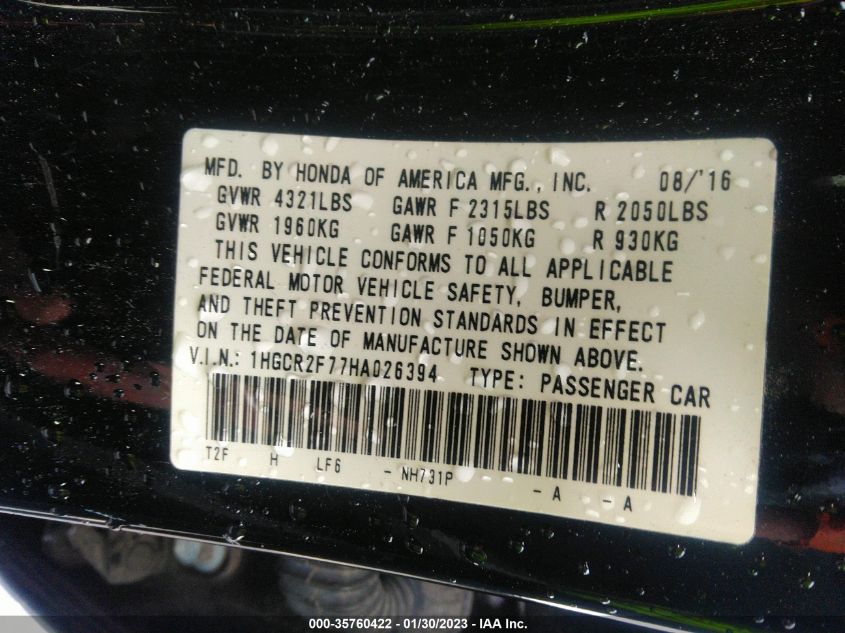 MFD. BY HONDA OF AMERICA MFG., INC. 08/'16
GVWR 4321LBS GAWR F 2315LBS R 2050LBS
GVWR 1960KG GAWR F 1050KG R 930KG
THIS VEHICLE CONFORMS TO ALL APPLICABLE
FEDERAL MOTOR VEHICLE SAFETY, BUMPER,
AND THEFT PREVENTION STANDARDS IN EFFECT
ON THE DATE OF MANUFACTURE SHOWN ABOVE.
V.I.N.: 1HGCR2F77HA026394 TYPE: PASSENGER CAR
T2F H LF6 - NH731P - A - A
000-35760422 - 01/30/2023 - IAA Inc.